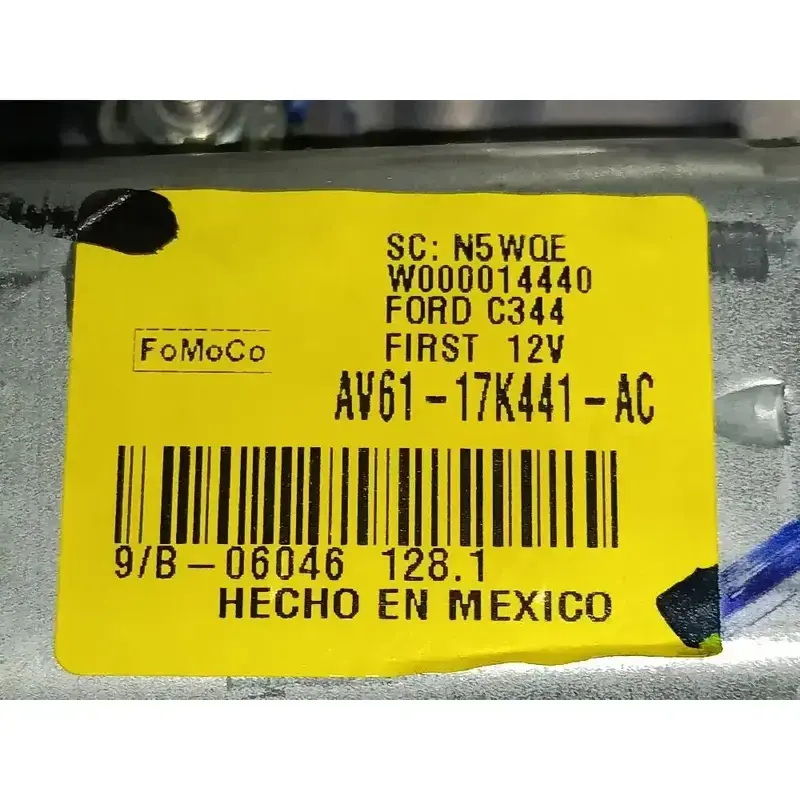 SC: N5WQE
W000014440
FORD C344
FoMoCo
FIRST 12V
AV61-17K441-AC
9/B-06046 128.1
HECHO EN MEXICO